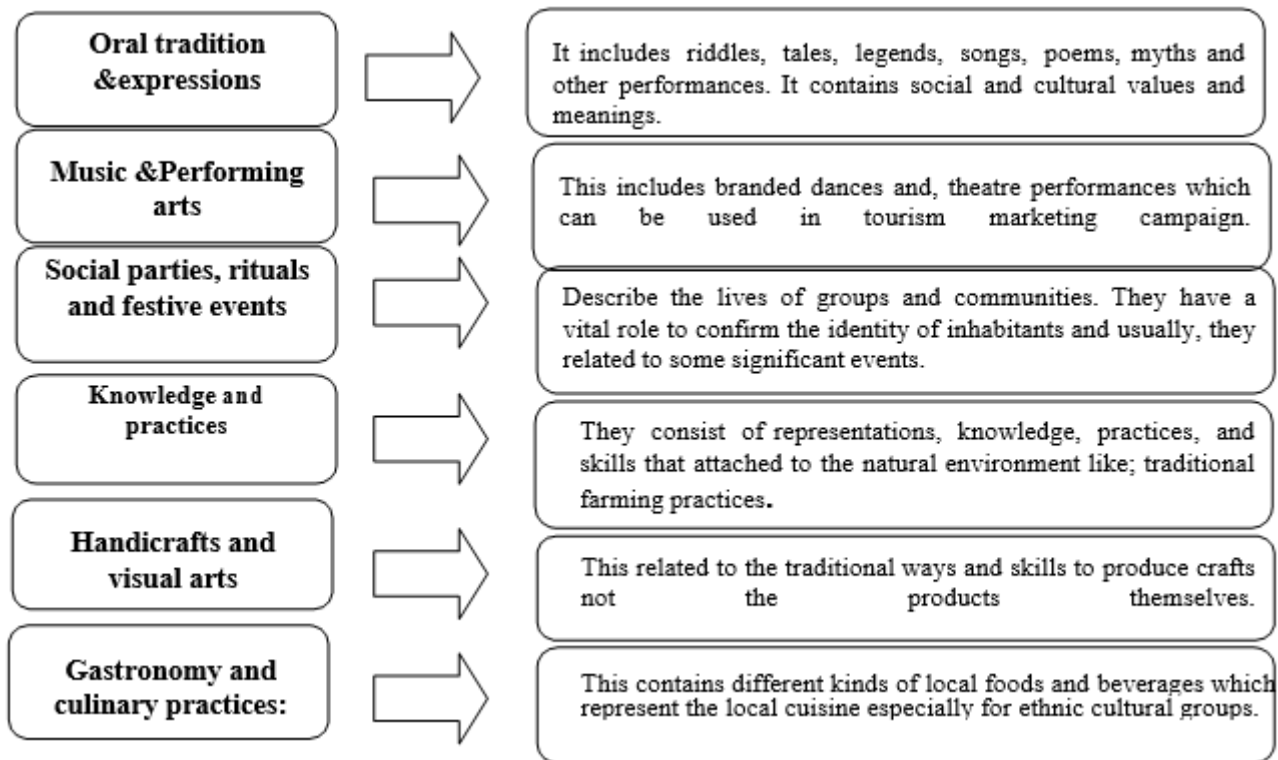 Oral tradition
&expressions
It includes riddles, tales, legends, songs, poems, myths and
other performances. It contains social and cultural values and
meanings.
Music &Performing
arts
This includes branded dances and, theatre performances which
can be used in tourism marketing campaign.
Social parties, rituals
and festive events
Describe the lives of groups and communities. They have a
vital role to confirm the identity of inhabitants and usually, they
related to some significant events.
Knowledge and
practices
They consist of representations, knowledge, practices, and
skills that attached to the natural environment like; traditional
farming practices.
Handicrafts and
visual arts
This related to the traditional ways and skills to produce crafts
not the products themselves.
Gastronomy and
culinary practices:
This contains different kinds of local foods and beverages which
represent the local cuisine especially for ethnic cultural groups.